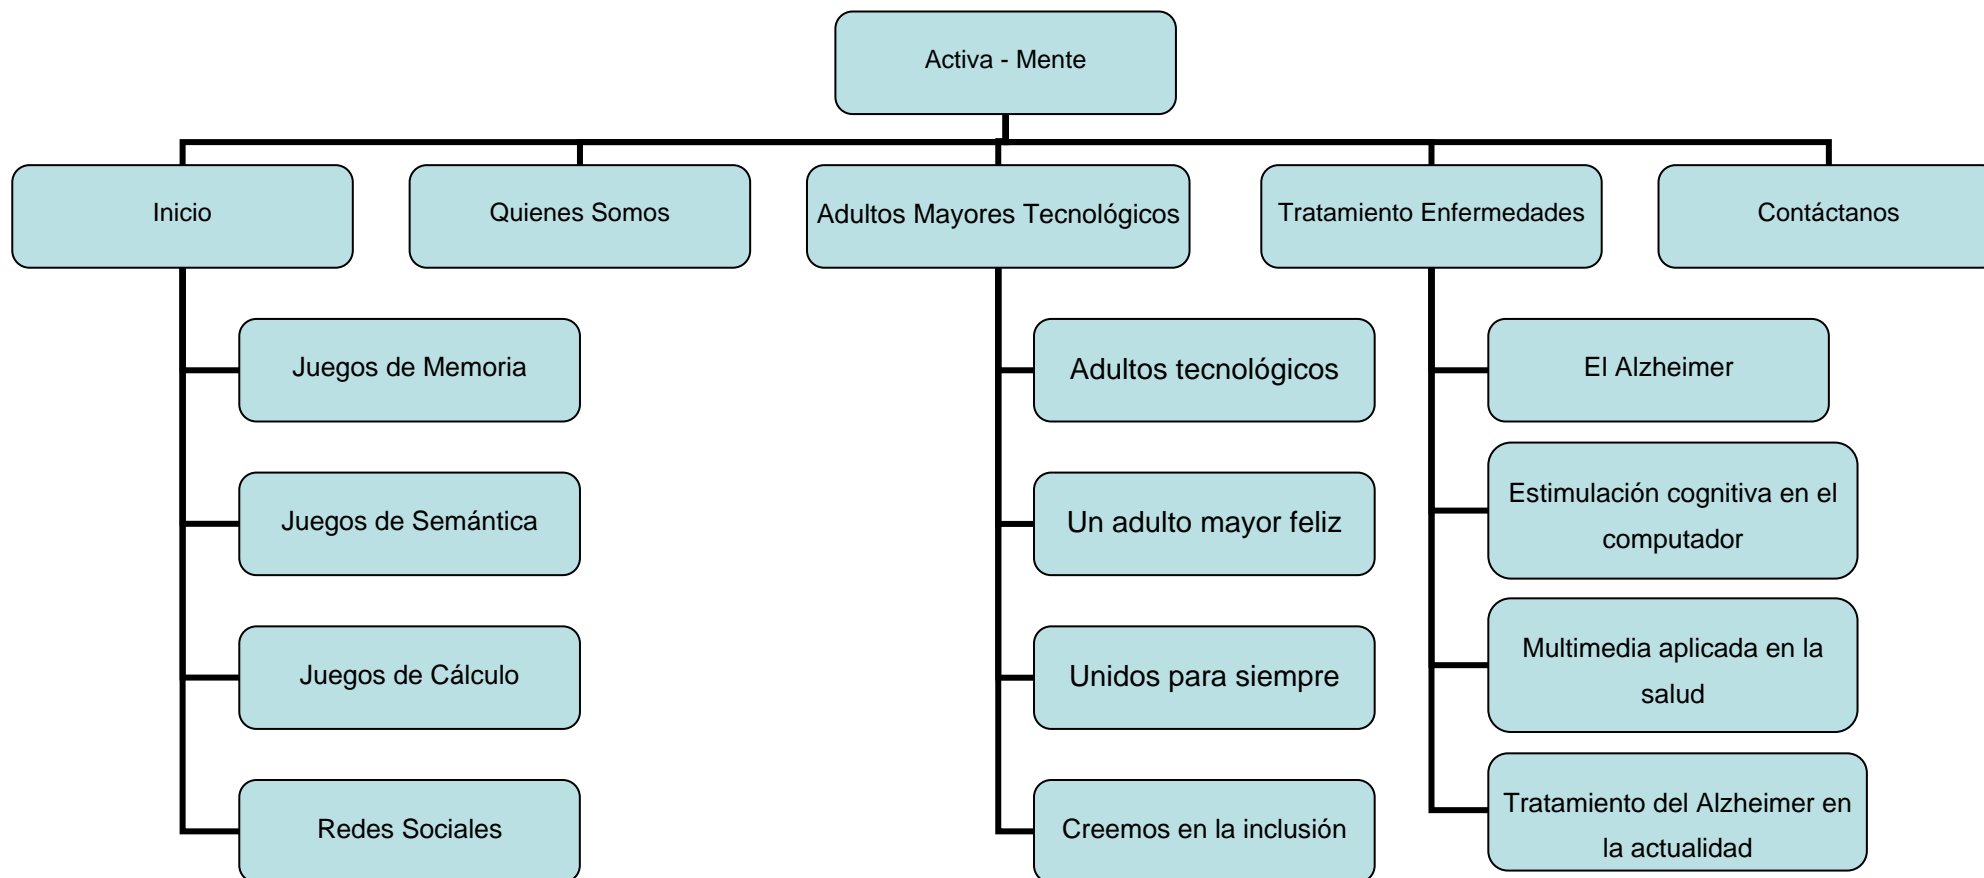 Activa - Mente
Inicio
Quienes Somos
Adultos Mayores Tecnológicos
Tratamiento Enfermedades
Contáctanos
Juegos de Memoria
Juegos de Semántica
Juegos de Cálculo
Redes Sociales
Adultos tecnológicos
Un adulto mayor feliz
Unidos para siempre
Creemos en la inclusión
El Alzheimer
Estimulación cognitiva en el
computador
Multimedia aplicada en la
salud
Tratamiento del Alzheimer en
la actualidad